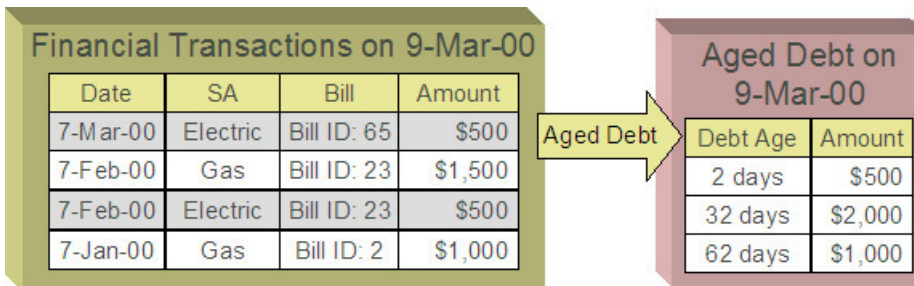 Financial Transactions on 9-Mar-00
Date SA Bill Amount
7-Mar-00 Electric Bill ID: 65 $500
7-Feb-00 Gas Bill ID: 23 $1,500
7-Feb-00 Electric Bill ID: 23 $500
7-Jan-00 Gas Bill ID: 2 $1,000
Aged Debt
Aged Debt on
9-Mar-00
Debt Age Amount
2 days $500
32 days $2,000
62 days $1,000